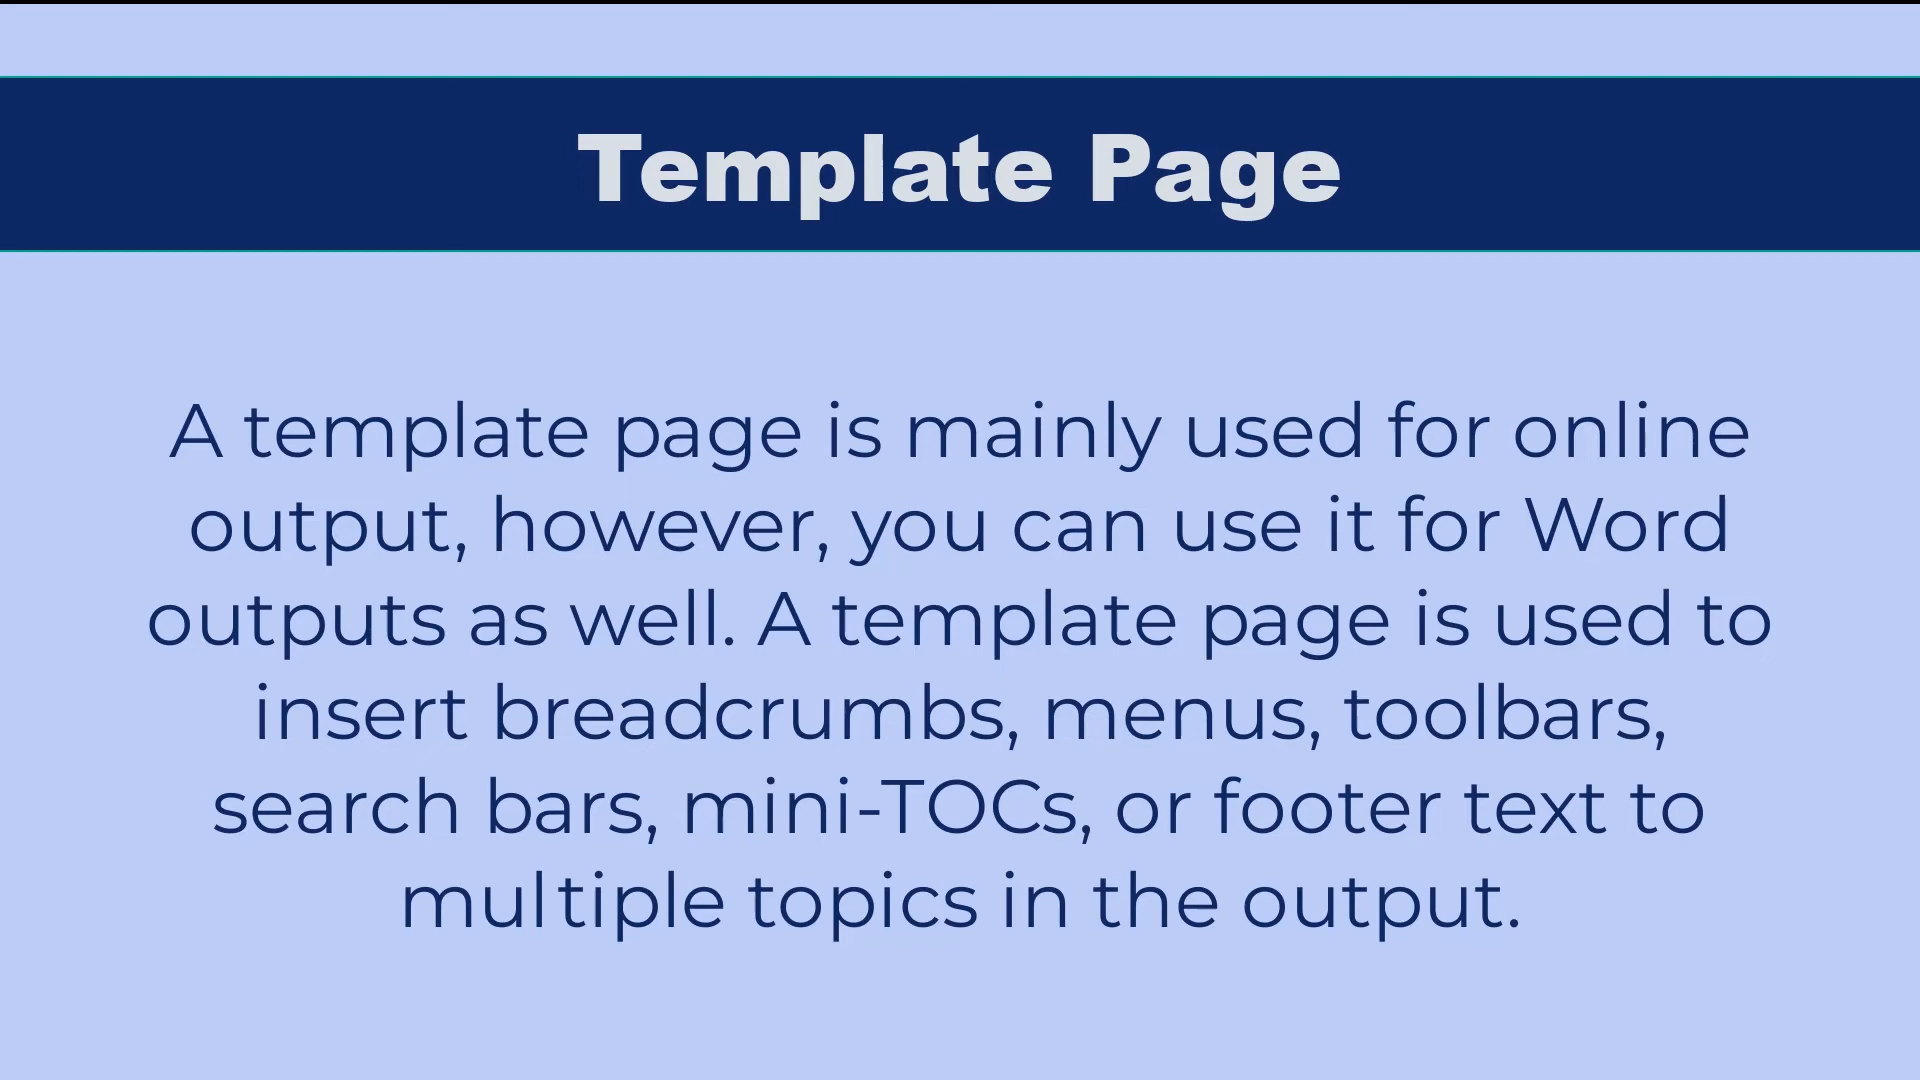 Template Page
A template page is mainly used for online
output, however, you can use it for Word
outputs as well. A template page is used to
insert breadcrumbs, menus, toolbars,
search bars, mini-TOCs, or footer text to
multiple topics in the output.